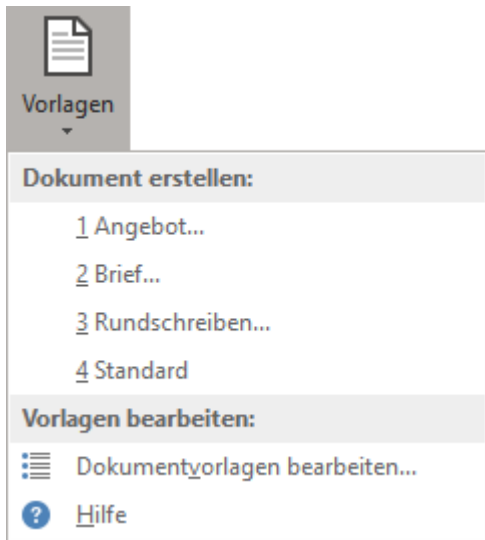 Vorlagen
Dokument erstellen:
1 Angebot...
2 Brief...
3 Rundschreiben...
4 Standard
Vorlagen bearbeiten:
Dokumentvorlagen bearbeiten...
? Hilfe